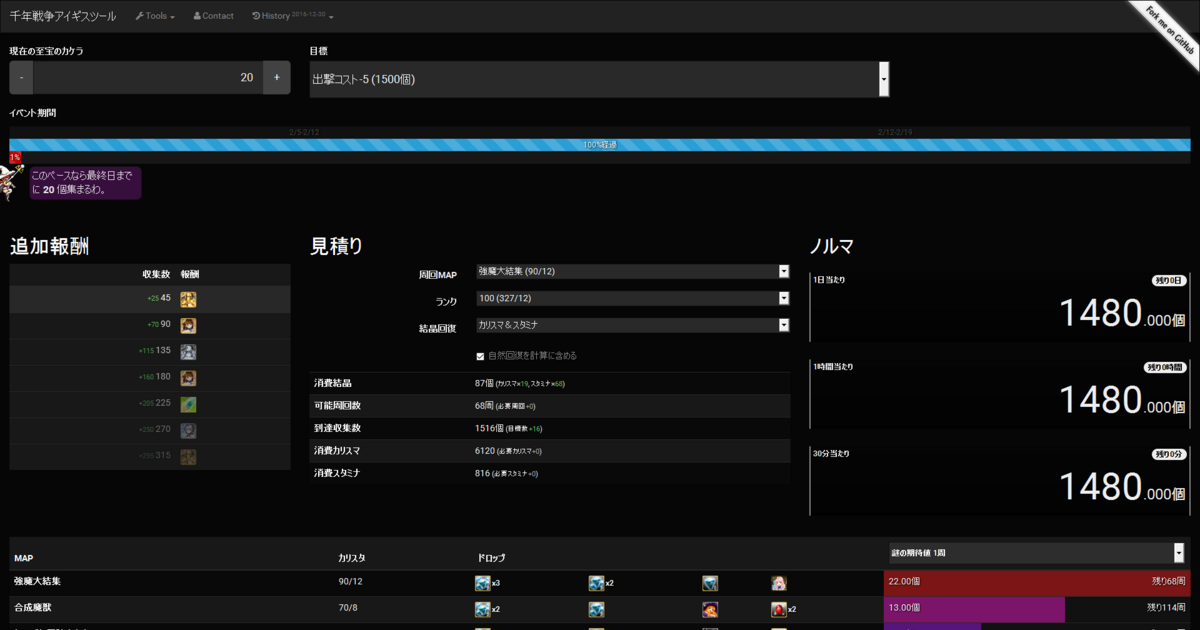 千年戦争アイギスツール Tools Contact History 2016-12-30
Fork me on GitHub
現在の至宝のカケラ 目標
- 20 + 出撃コスト-5 (1500個)
イベント期間
2/5-2/12 2/12-2/19
100%経過
1%
このペースなら最終日まで
に 20 個集まるわ。
追加報酬 見積り ノルマ
収集数 報酬
+25 45
+70 90
+115 135
+160 180
+205 225
+250 270
+295 315
周回MAP 強魔大結集 (90/12)
ランク 100 (327/12)
結晶回復 カリスマ&スタミナ
自然回復を計算に含める
消費結晶 87個 (カリスマ×19, スタミナ×68)
可能周回数 68周 (必要周回+0)
到達収集数 1516個 (目標数+16)
消費カリスマ 6120 (必要カリスマ+0)
消費スタミナ 816 (必要スタミナ+0)
1日当たり 残り0日
1480.000個
1時間当たり 残り0時間
1480.000個
30分当たり 残り0分
1480.000個
MAP カリスタ ドロップ 謎の期待値 1周
強魔大結集 90/12 x3 x2 22.00個 残り68周
合成魔獣 70/8 x2 x2 13.00個 残り114周